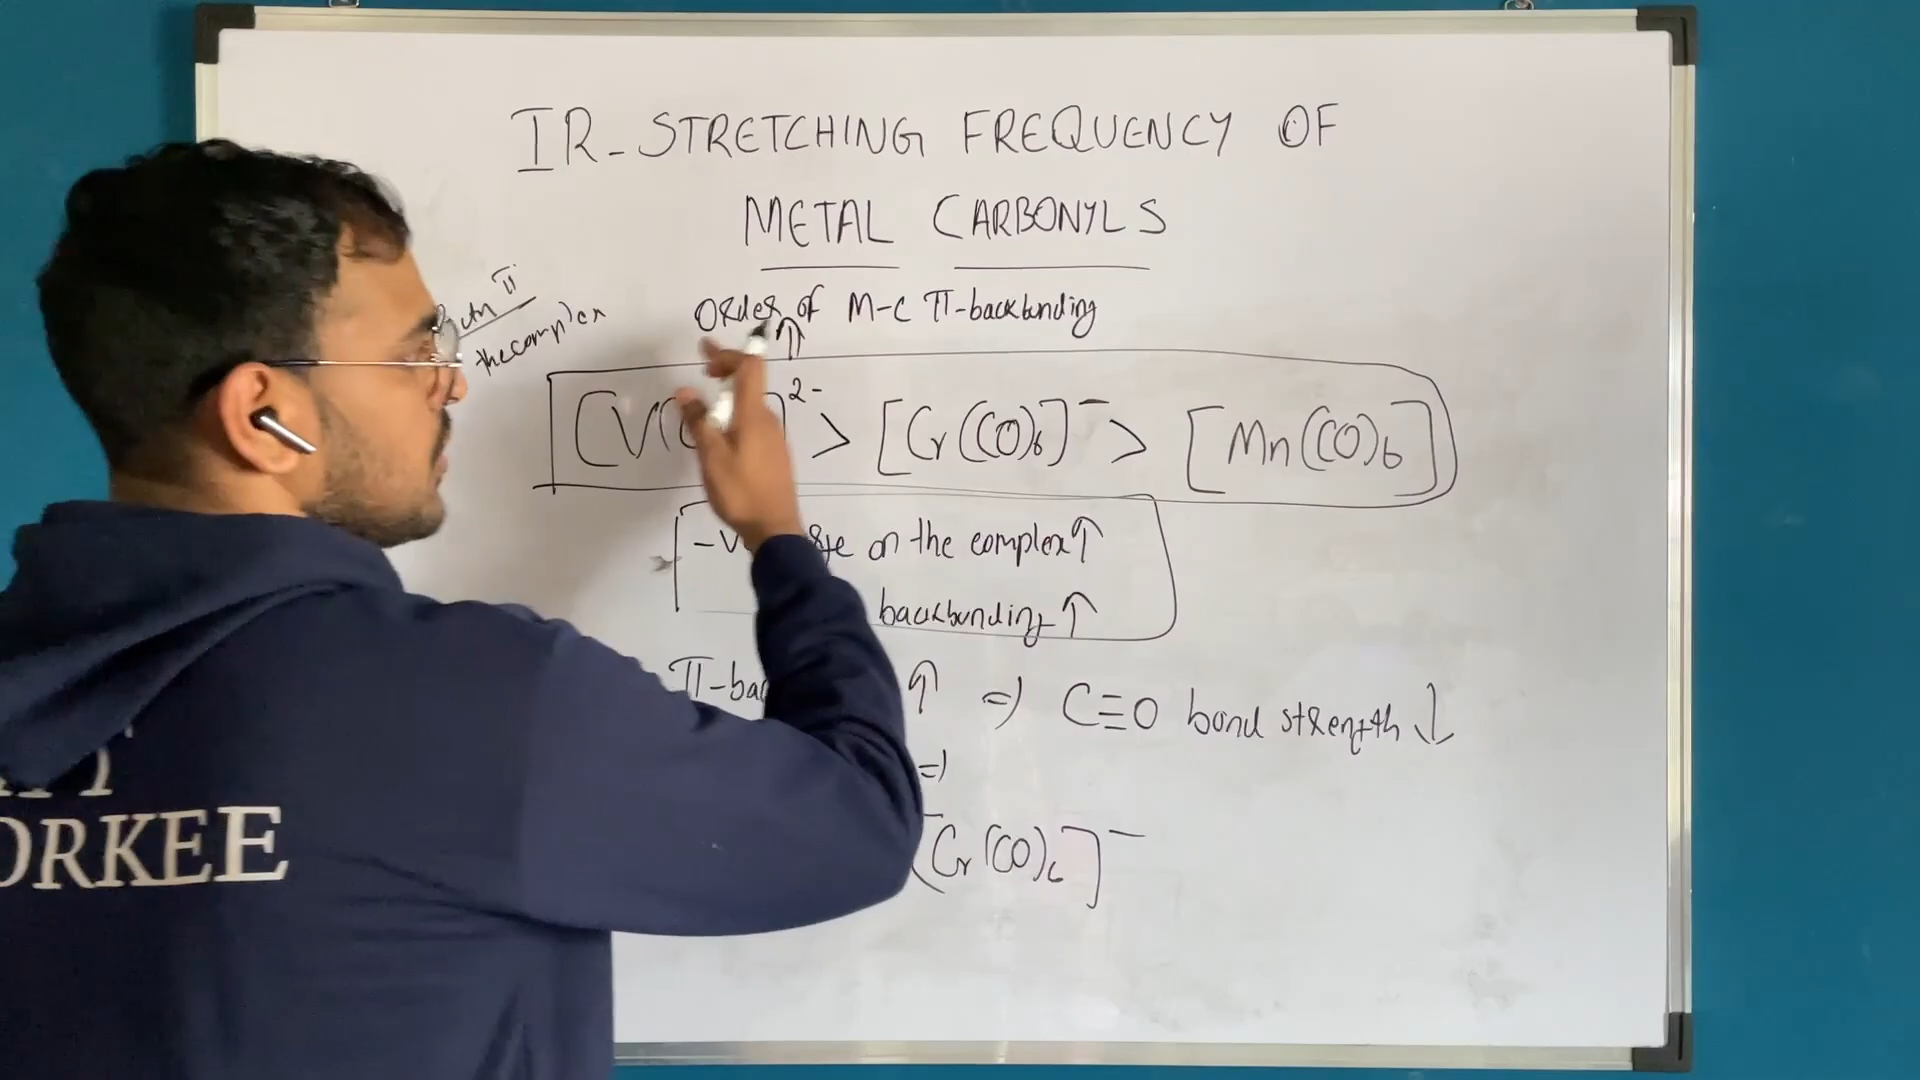 IR-STRETCHING FREQUENCY OF
METAL CARBONYLS
Order of M-C π-backbonding
the complex
2- > [Cr(CO)6]⁻ > [Mn(CO)6]
on the complex↑
backbonding↑
↑ => C≡O bond strength↓
=>
[Cr(CO)6]⁻
ORKEE